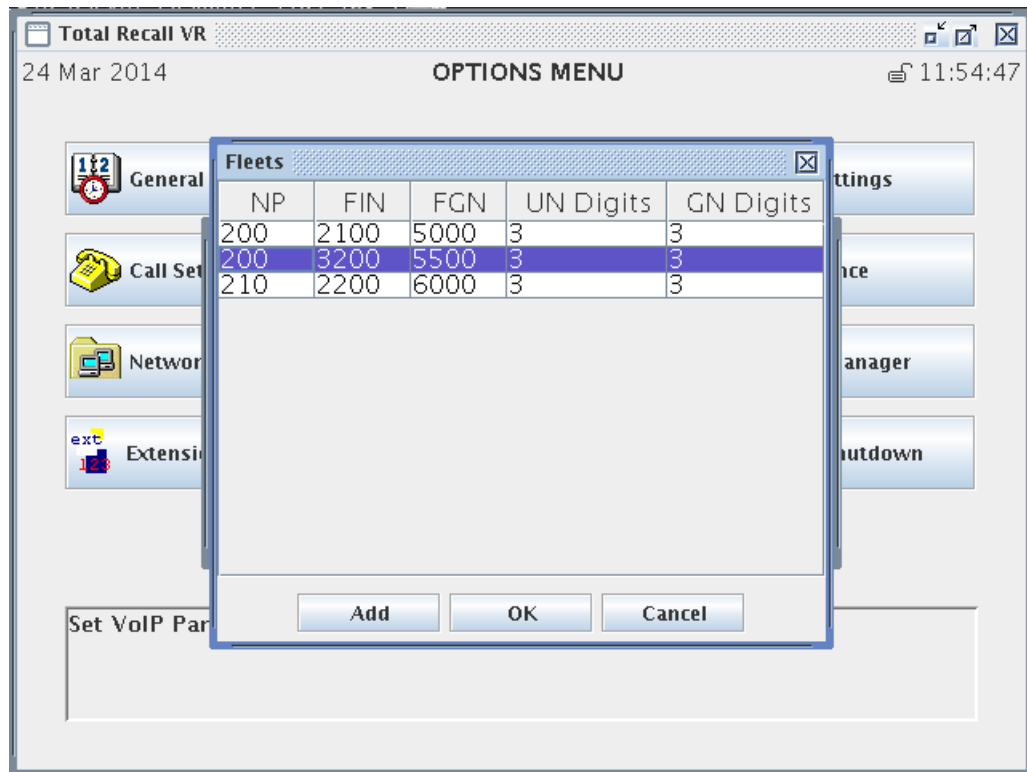 Total Recall VR
24 Mar 2014 OPTIONS MENU 11:54:47
Fleets
General ttings
NP FIN FGN UN Digits GN Digits
200 2100 5000 3 3
200 3200 5500 3 3
210 2200 6000 3 3
Call Set nce
Networ anager
ext
123
Extensi utdown
Add OK Cancel
Set VoIP Par